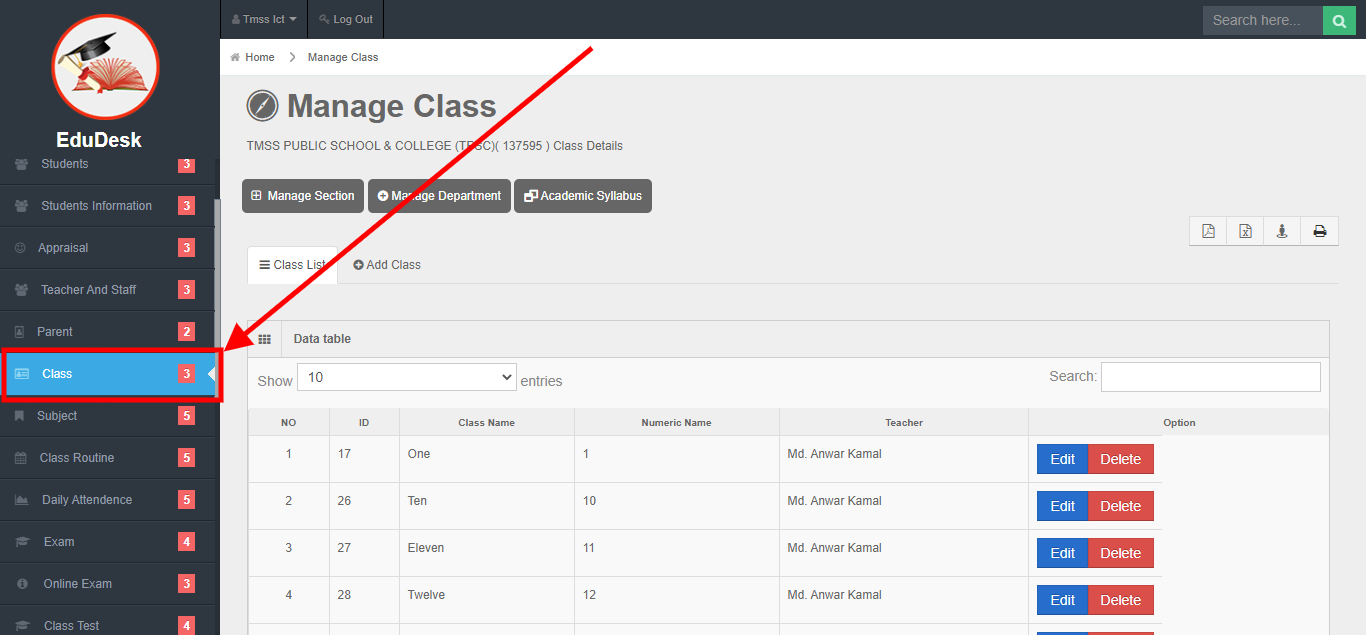 Tmss Ict
Log Out
Search here...
EduDesk
Students 3
Students Information 3
Appraisal 3
Teacher And Staff 3
Parent 2
Class 3
Subject 5
Class Routine 5
Daily Attendence 5
Exam 4
Online Exam 3
Class Test 4
Home > Manage Class
Manage Class
TMSS PUBLIC SCHOOL & COLLEGE (TPSC)( 137595 ) Class Details
Manage Section Manage Department Academic Syllabus
Class List Add Class
Data table
Show 10 entries Search:
NO ID Class Name Numeric Name Teacher Option
1 17 One 1 Md. Anwar Kamal Edit Delete
2 26 Ten 10 Md. Anwar Kamal Edit Delete
3 27 Eleven 11 Md. Anwar Kamal Edit Delete
4 28 Twelve 12 Md. Anwar Kamal Edit Delete